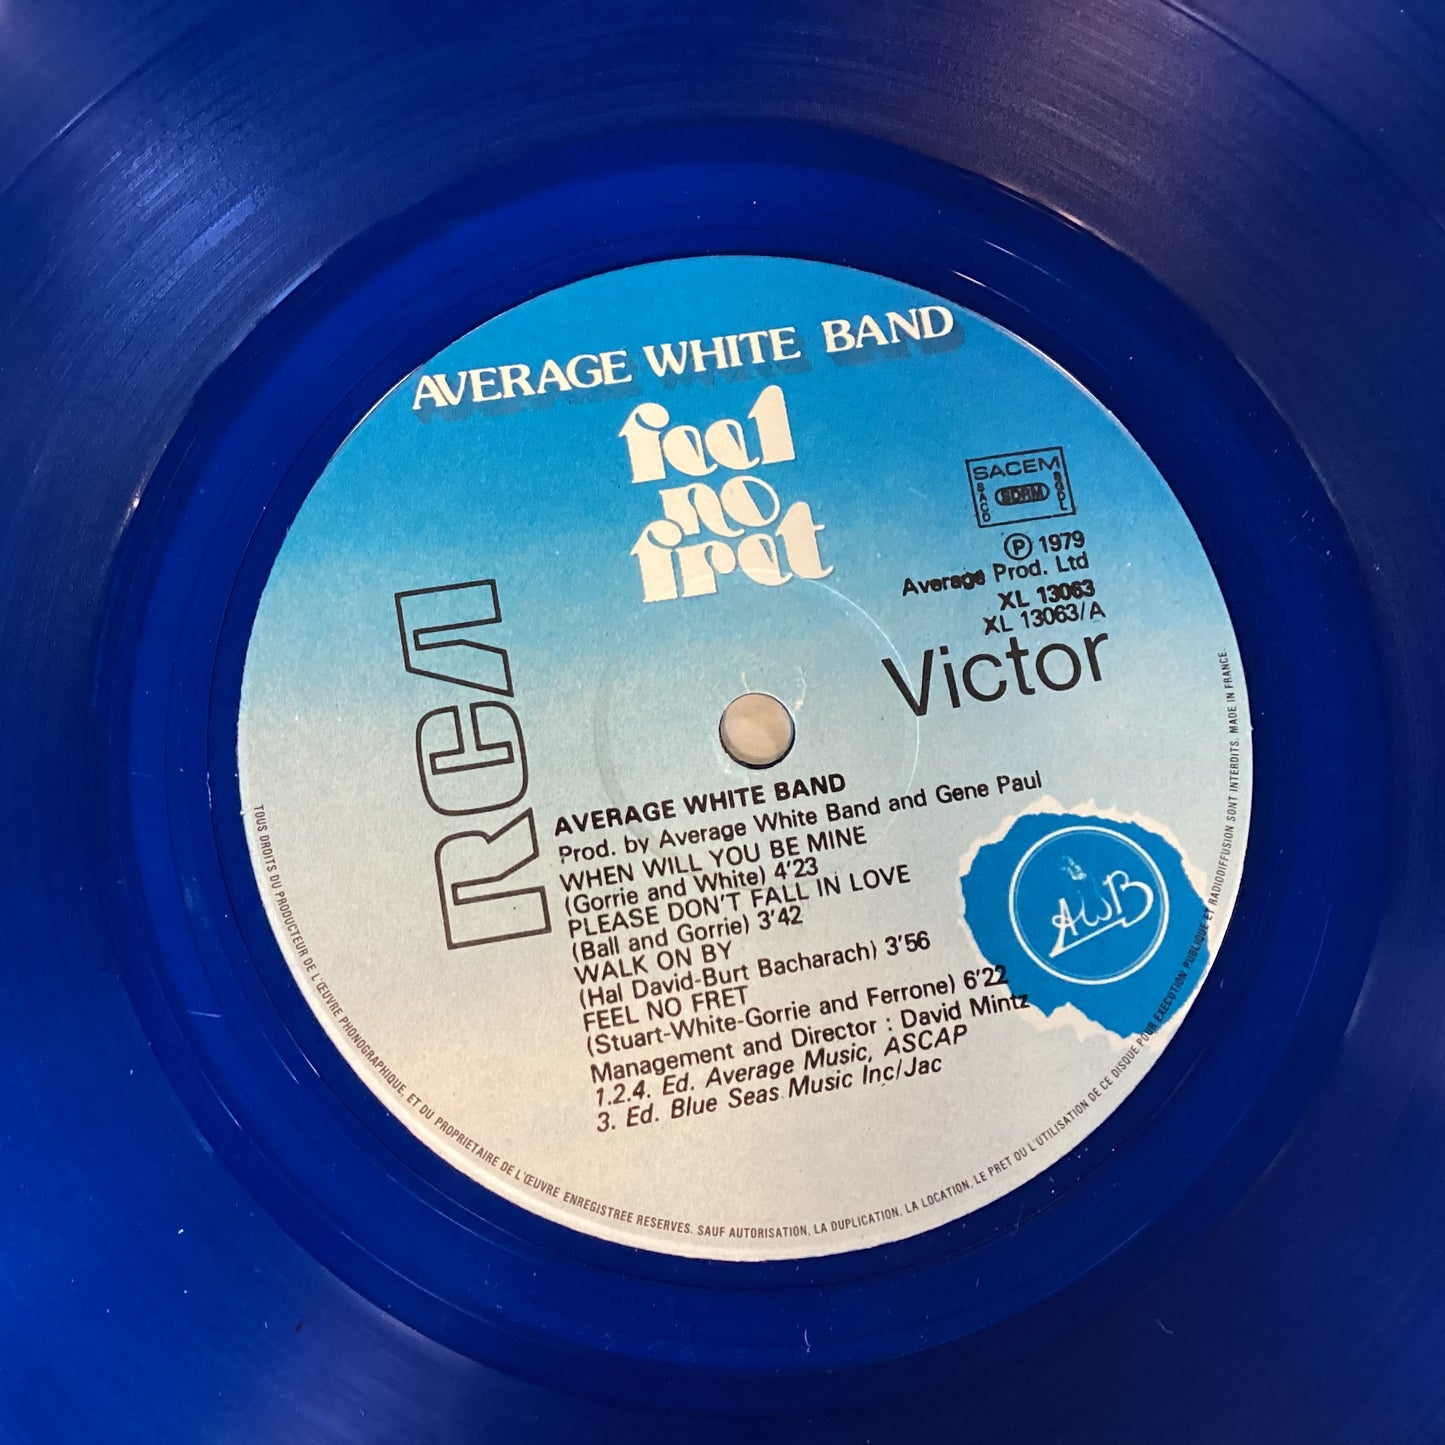 AVERAGE WHITE BAND
feel
no
fret
SACEM
SACD
SDRM
SGDL
℗ 1979
Average Prod. Ltd
XL 13063
XL 13063/A
RCA
Victor
AVERAGE WHITE BAND
Prod. by Average White Band and Gene Paul
WHEN WILL YOU BE MINE
(Gorrie and White) 4'23
PLEASE DON'T FALL IN LOVE
(Ball and Gorrie) 3'42
WALK ON BY
(Hal David-Burt Bacharach) 3'56
FEEL NO FRET
(Stuart-White-Gorrie and Ferrone) 6'22
Management and Director : David Mintz
1.2.4. Ed. Average Music, ASCAP
3. Ed. Blue Seas Music Inc/Jac
AWB
TOUS DROITS DU PRODUCTEUR DE L'ŒUVRE PHONOGRAPHIQUE, ET DU PROPRIETAIRE DE L'ŒUVRE ENREGISTREE RESERVES. SAUF AUTORISATION, LA DUPLICATION, LA LOCATION, LE PRET OU L'UTILISATION DE CE DISQUE POUR EXECUTION PUBLIQUE ET RADIODIFFUSION SONT INTERDITS. MADE IN FRANCE.